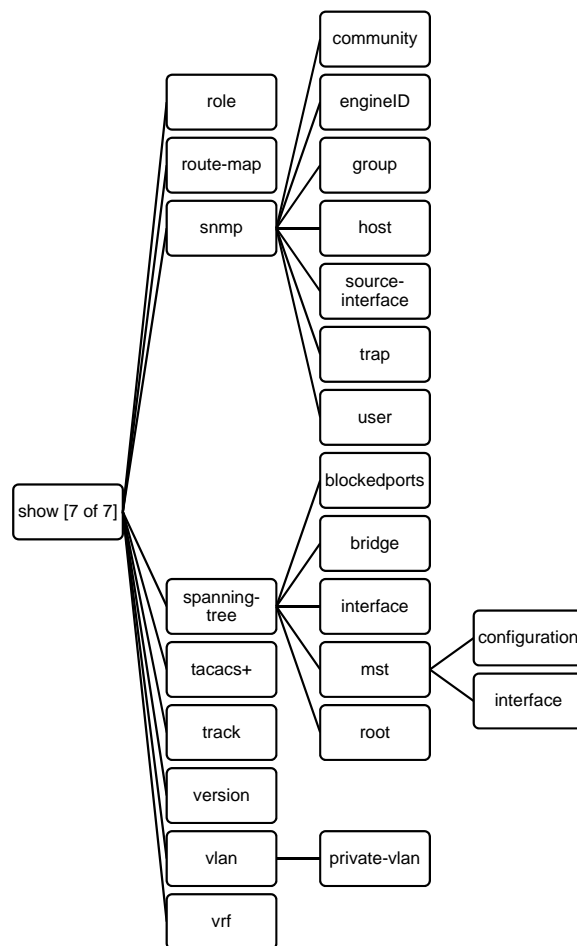 community
role
engineID
route-map
group
snmp
host
source-
interface
trap
user
blockedports
show [7 of 7]
bridge
spanning-
tree
interface
configuration
tacacs+
mst
interface
track
root
version
vlan
private-vlan
vrf